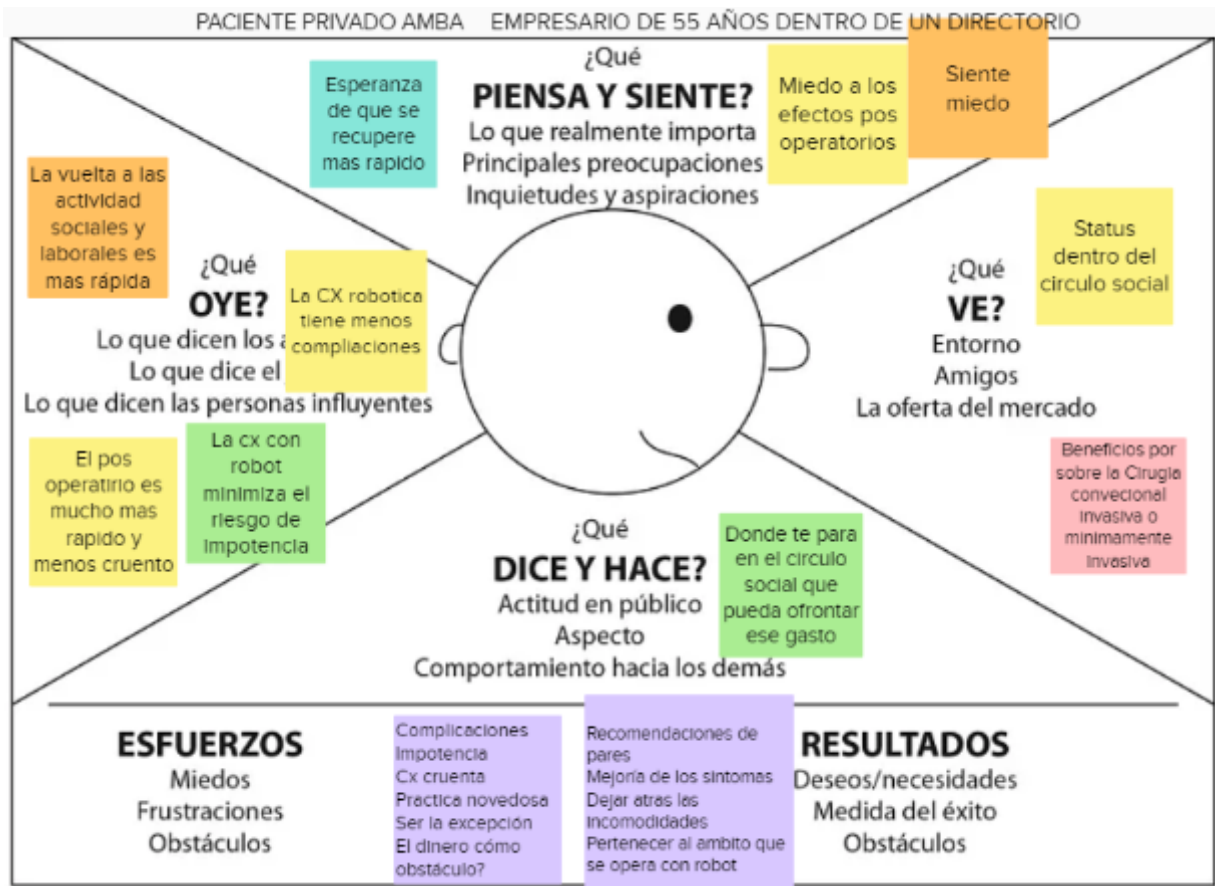 PACIENTE PRIVADO AMBA EMPRESARIO DE 55 AÑOS DENTRO DE UN DIRECTORIO
¿Qué
PIENSA Y SIENTE?
Lo que realmente importa
Principales preocupaciones
Inquietudes y aspiraciones
Esperanza
de que se
recupere
mas rapido
Miedo a los
efectos pos
operatorios
Siente
miedo
La vuelta a las
actividad
sociales y
laborales es
mas rápida
¿Qué
OYE?
Lo que dicen los
Lo que dice el
Lo que dicen las personas influyentes
La CX robotica
tiene menos
compliaciones
El pos
operatirio es
mucho mas
rapido y
menos cruento
La cx con
robot
minimiza el
riesgo de
impotencia
¿Qué
VE?
Entorno
Amigos
La oferta del mercado
Status
dentro del
circulo social
Beneficios por
sobre la Cirugia
convecional
invasiva o
minimamente
invasiva
¿Qué
DICE Y HACE?
Actitud en público
Aspecto
Comportamiento hacia los demás
Donde te para
en el circulo
social que
pueda ofrontar
ese gasto
ESFUERZOS
Miedos
Frustraciones
Obstáculos
Complicaciones
Impotencia
Cx cruenta
Practica novedosa
Ser la excepción
El dinero cómo
obstáculo?
Recomendaciones de
pares
Mejoría de los sintomas
Dejar atras las
incomodidades
Pertenecer al ambito que
se opera con robot
RESULTADOS
Deseos/necesidades
Medida del éxito
Obstáculos